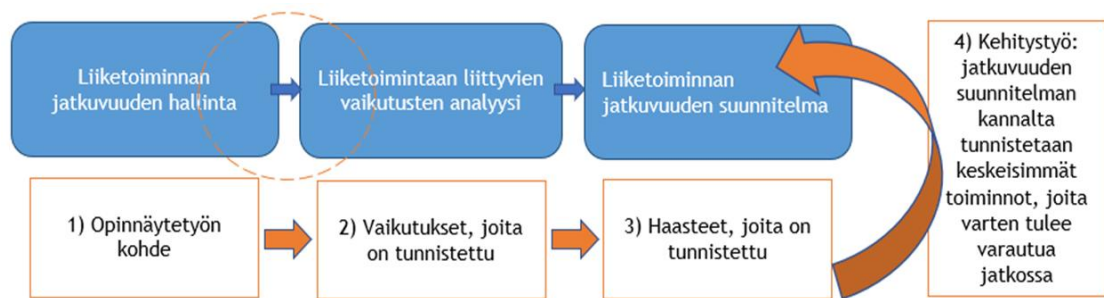 Liiketoiminnan
jatkuvuuden hallinta
Liiketoimintaan liittyvien
vaikutusten analyysi
Liiketoiminnan
jatkuvuuden suunnitelma
1) Opinnäytetyön
kohde
2) Vaikutukset, joita
on tunnistettu
3) Haasteet, joita on
tunnistettu
4) Kehitystyö:
jatkuvuuden
suunnitelman
kannalta
tunnistetaan
keskeisimmät
toiminnot, joita
varten tulee
varautua
jatkossa